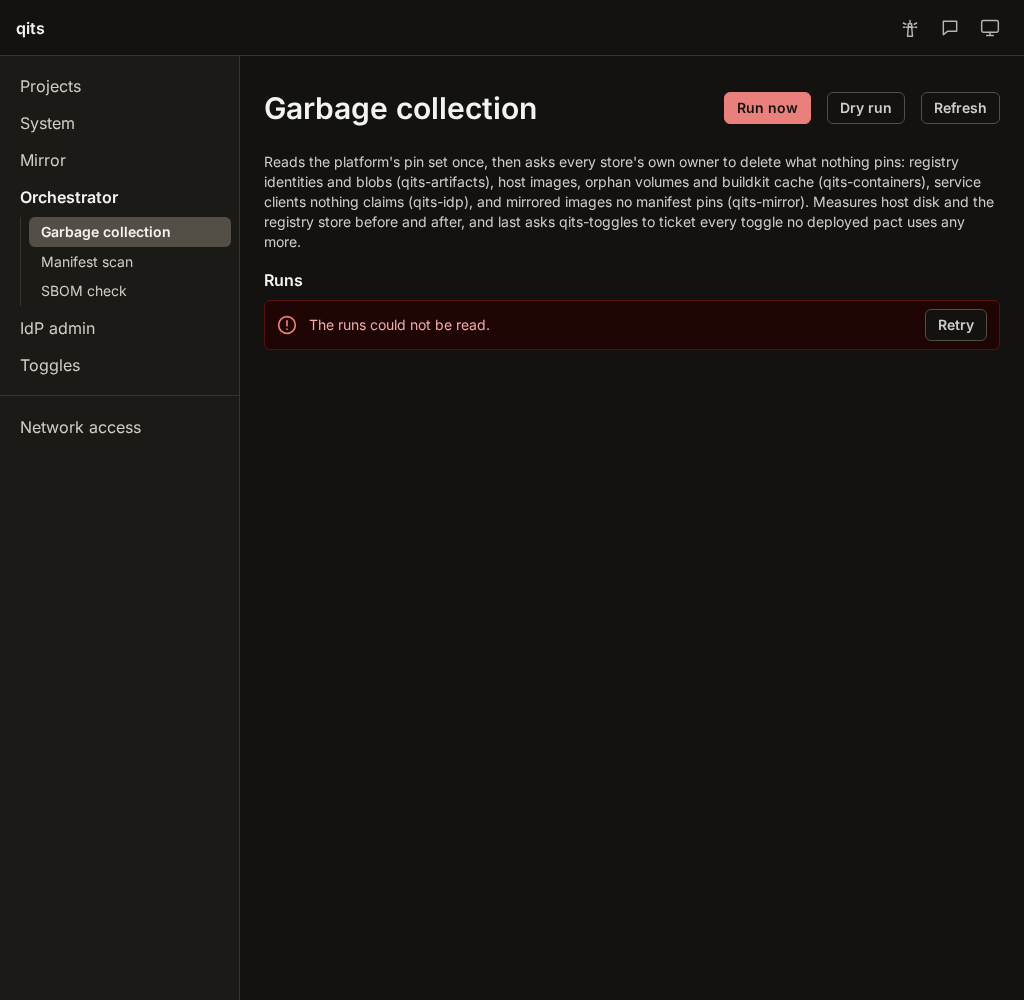 qits
Projects
System
Mirror
Orchestrator
Garbage collection
Manifest scan
SBOM check
IdP admin
Toggles
Network access
Garbage collection
Run now
Dry run
Refresh
Reads the platform's pin set once, then asks every store's own owner to delete what nothing pins: registry
identities and blobs (qits-artifacts), host images, orphan volumes and buildkit cache (qits-containers), service
clients nothing claims (qits-idp), and mirrored images no manifest pins (qits-mirror). Measures host disk and the
registry store before and after, and last asks qits-toggles to ticket every toggle no deployed pact uses any
more.
Runs
The runs could not be read.
Retry